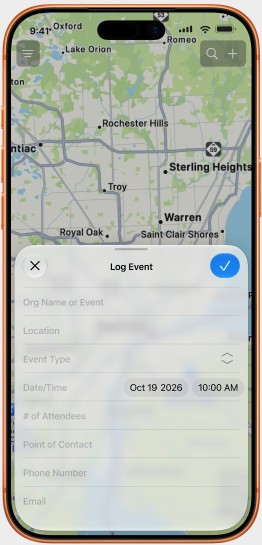 Oxford
53
9:41
Romeo
Lake Orion
ton
Rochester Hills
59
ntiac
Sterling Heights
Troy
Warren
Royal Oak
Saint Clair Shores
Log Event
Org Name or Event
Location
Event Type
Date/Time Oct 19 2026 10:00 AM
# of Attendees
Point of Contact
Phone Number
Email